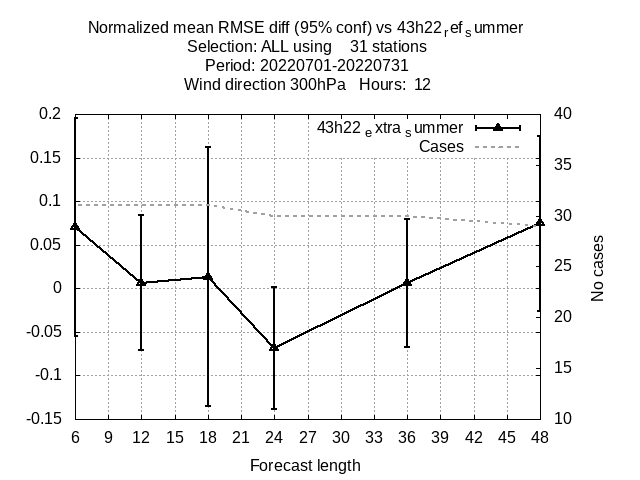 Normalized mean RMSE diff (95% conf) vs 43h22refsummer
Selection: ALL using    31 stations
Period: 20220701-20220731
Wind direction 300hPa   Hours:  12
43h22extrasummer
Cases
0.2
0.15
0.1
0.05
0
-0.05
-0.1
-0.15
40
35
30
25
20
15
10
No cases
6 9 12 15 18 21 24 27 30 33 36 39 42 45 48
Forecast length